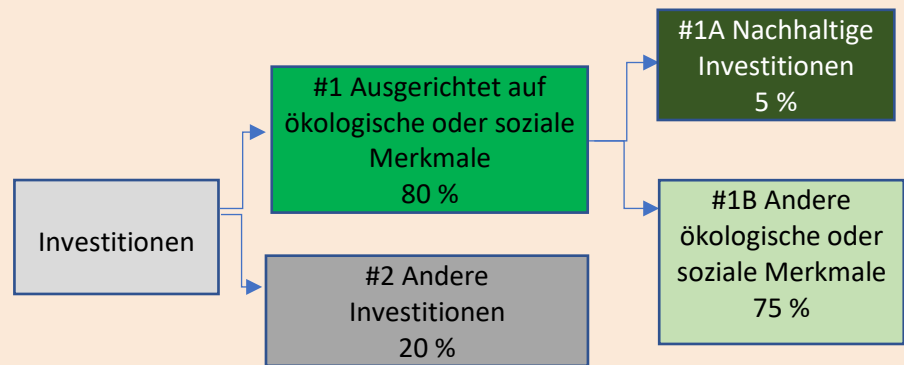 Investitionen
#1 Ausgerichtet auf
ökologische oder soziale
Merkmale
80 %
#2 Andere
Investitionen
20 %
#1A Nachhaltige
Investitionen
5 %
#1B Andere
ökologische oder
soziale Merkmale
75 %